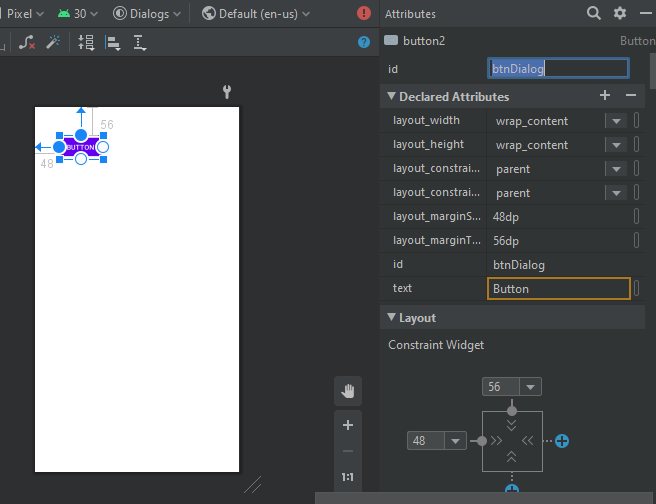 Pixel 30 Dialogs Default (en-us)
Attributes
button2 Button
id btnDialog
Declared Attributes
layout_width wrap_content
layout_height wrap_content
layout_constrai... parent
layout_constrai... parent
layout_marginS... 48dp
layout_marginT... 56dp
id btnDialog
text Button
Layout
Constraint Widget
56
48
56
BUTTON
48
1:1